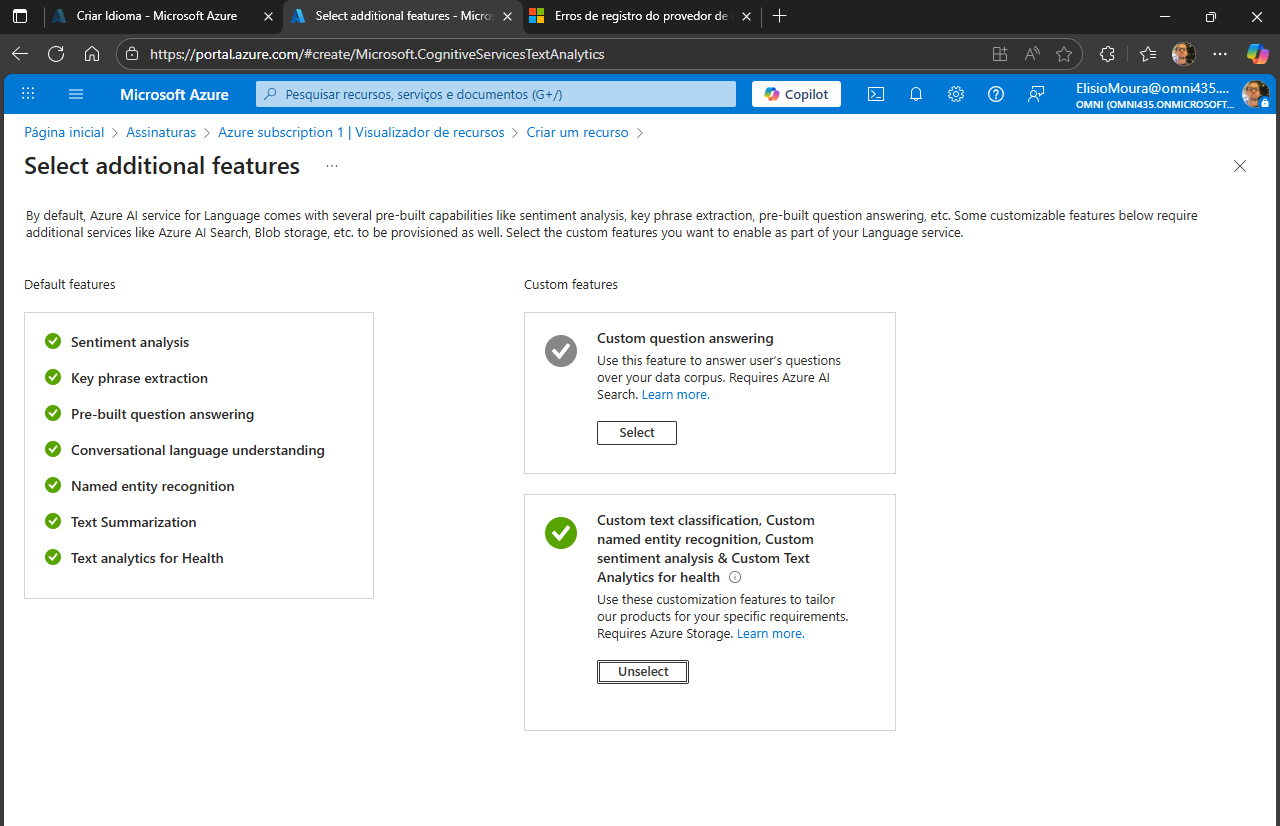 Criar Idioma - Microsoft Azure
Select additional features - Micros
Erros de registro do provedor de
https://portal.azure.com/#create/Microsoft.CognitiveServicesTextAnalytics
Microsoft Azure
Pesquisar recursos, serviços e documentos (G+/)
Copilot
ElisioMoura@omni435....
OMNI (OMNI435.ONMICROSOFT...
Página inicial > Assinaturas > Azure subscription 1 | Visualizador de recursos > Criar um recurso >
Select additional features ...
By default, Azure AI service for Language comes with several pre-built capabilities like sentiment analysis, key phrase extraction, pre-built question answering, etc. Some customizable features below require
additional services like Azure AI Search, Blob storage, etc. to be provisioned as well. Select the custom features you want to enable as part of your Language service.
Default features
Sentiment analysis
Key phrase extraction
Pre-built question answering
Conversational language understanding
Named entity recognition
Text Summarization
Text analytics for Health
Custom features
Custom question answering
Use this feature to answer user's questions
over your data corpus. Requires Azure AI
Search. Learn more.
Select
Custom text classification, Custom
named entity recognition, Custom
sentiment analysis & Custom Text
Analytics for health
Use these customization features to tailor
our products for your specific requirements.
Requires Azure Storage. Learn more.
Unselect